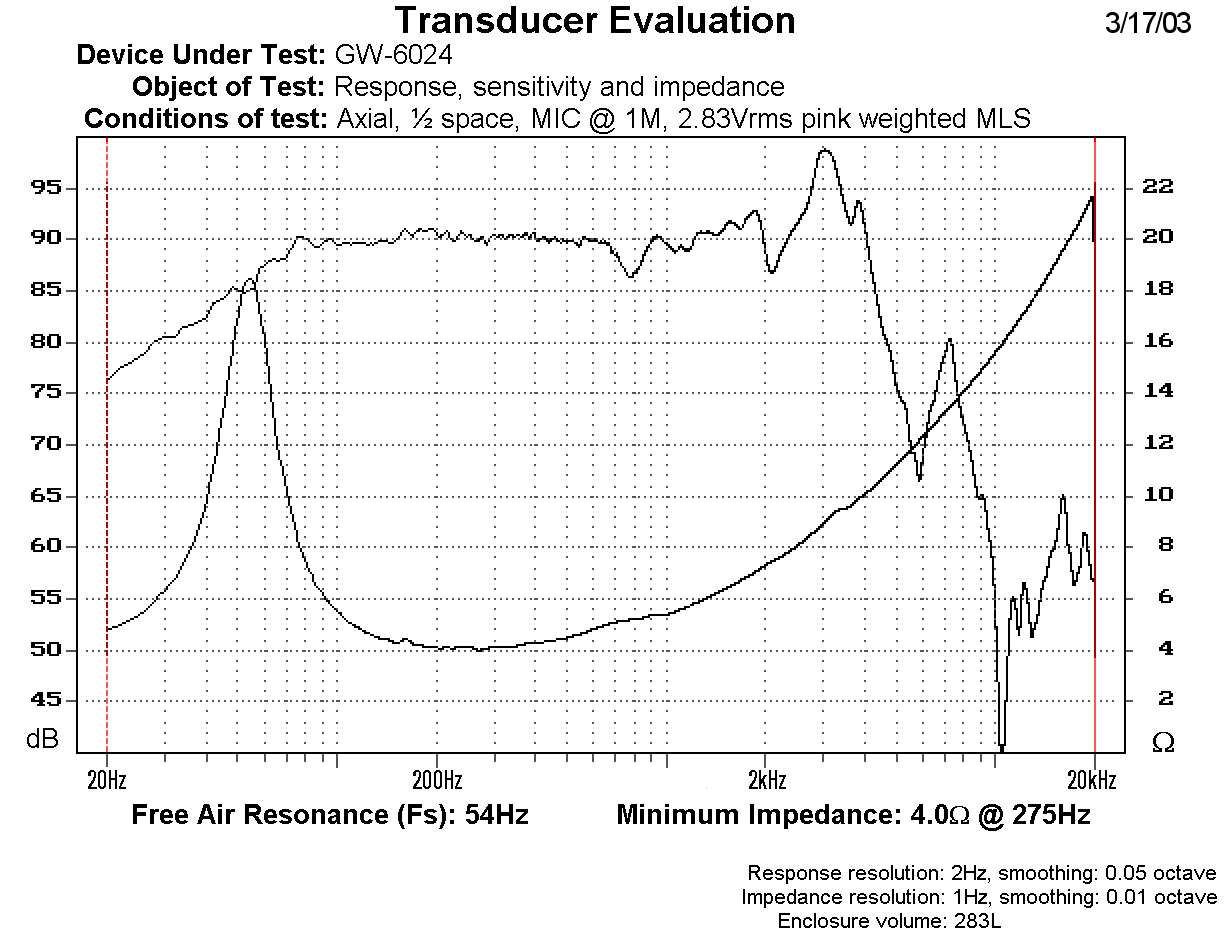 Transducer Evaluation 3/17/03
Device Under Test: GW-6024
Object of Test: Response, sensitivity and impedance
Conditions of test: Axial, ½ space, MIC @ 1M, 2.83Vrms pink weighted MLS
95 22
90 20
85 18
80 16
75 14
70 12
65 10
60 8
55 6
50 4
45 2
dB Ω
20Hz 200Hz 2kHz 20kHz
Free Air Resonance (Fs): 54Hz Minimum Impedance: 4.0Ω @ 275Hz
Response resolution: 2Hz, smoothing: 0.05 octave
Impedance resolution: 1Hz, smoothing: 0.01 octave
Enclosure volume: 283L